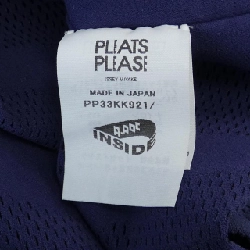 PLEATS
PLEASE
ISSEY MIYAKE
MADE IN JAPAN
PP33KK921/
INSIDE